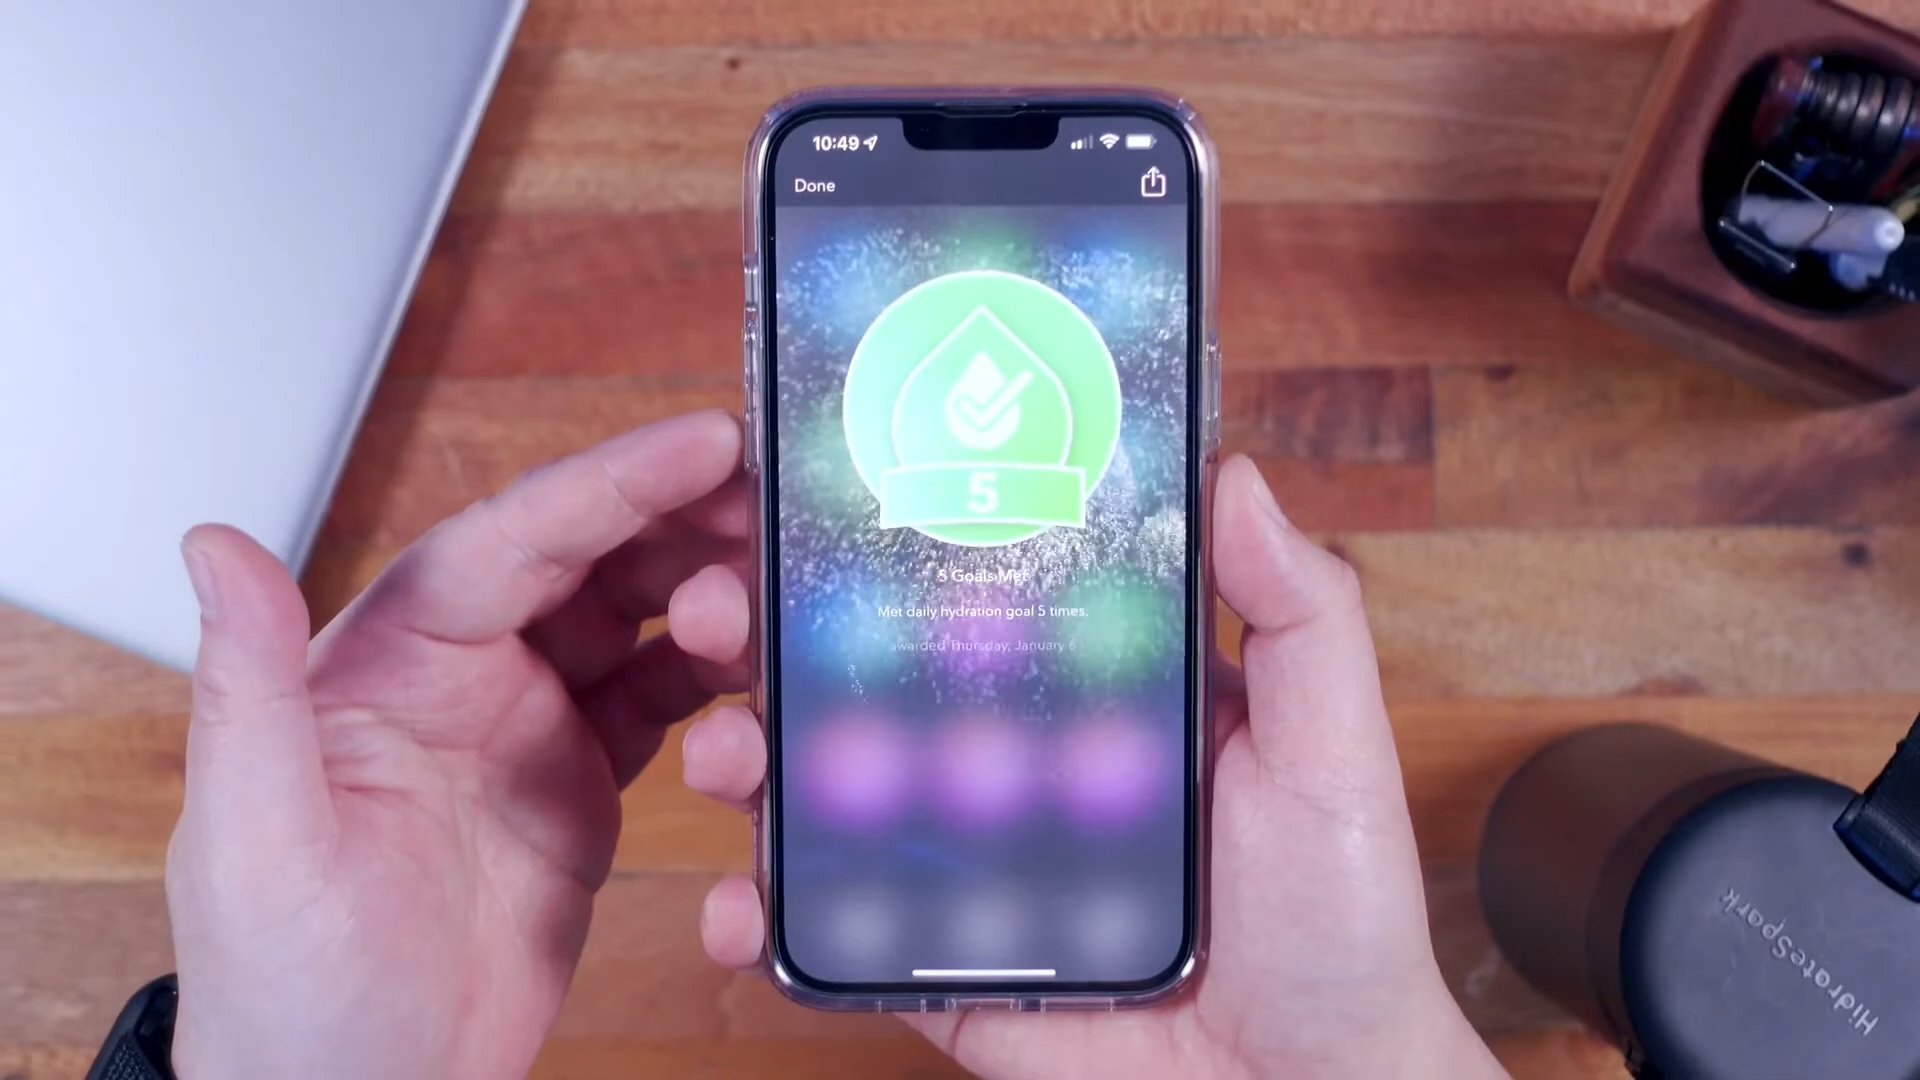 10:49
Done
5
5 Goals Met
Met daily hydration goal 5 times.
awarded Thursday, January 6
HidrateSpark